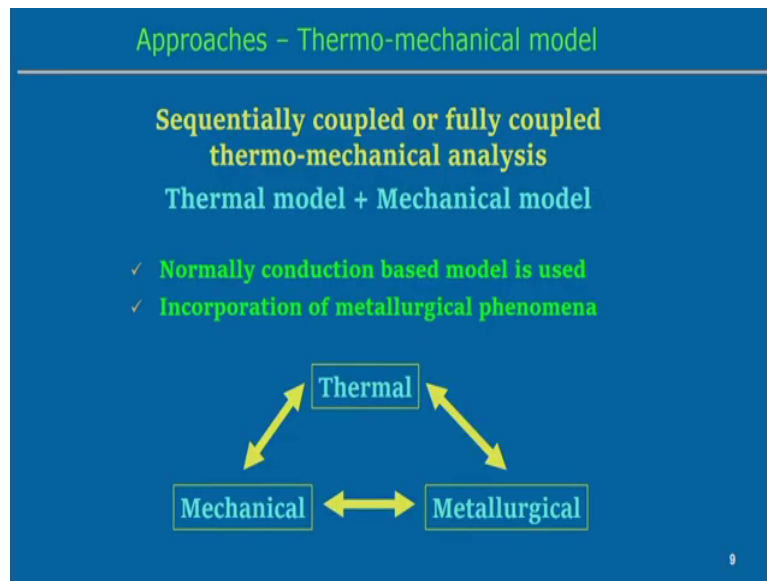 Approaches – Thermo-mechanical model
Sequentially coupled or fully coupled
thermo-mechanical analysis
Thermal model + Mechanical model
✓ Normally conduction based model is used
✓ Incorporation of metallurgical phenomena
Thermal
Mechanical
Metallurgical
9